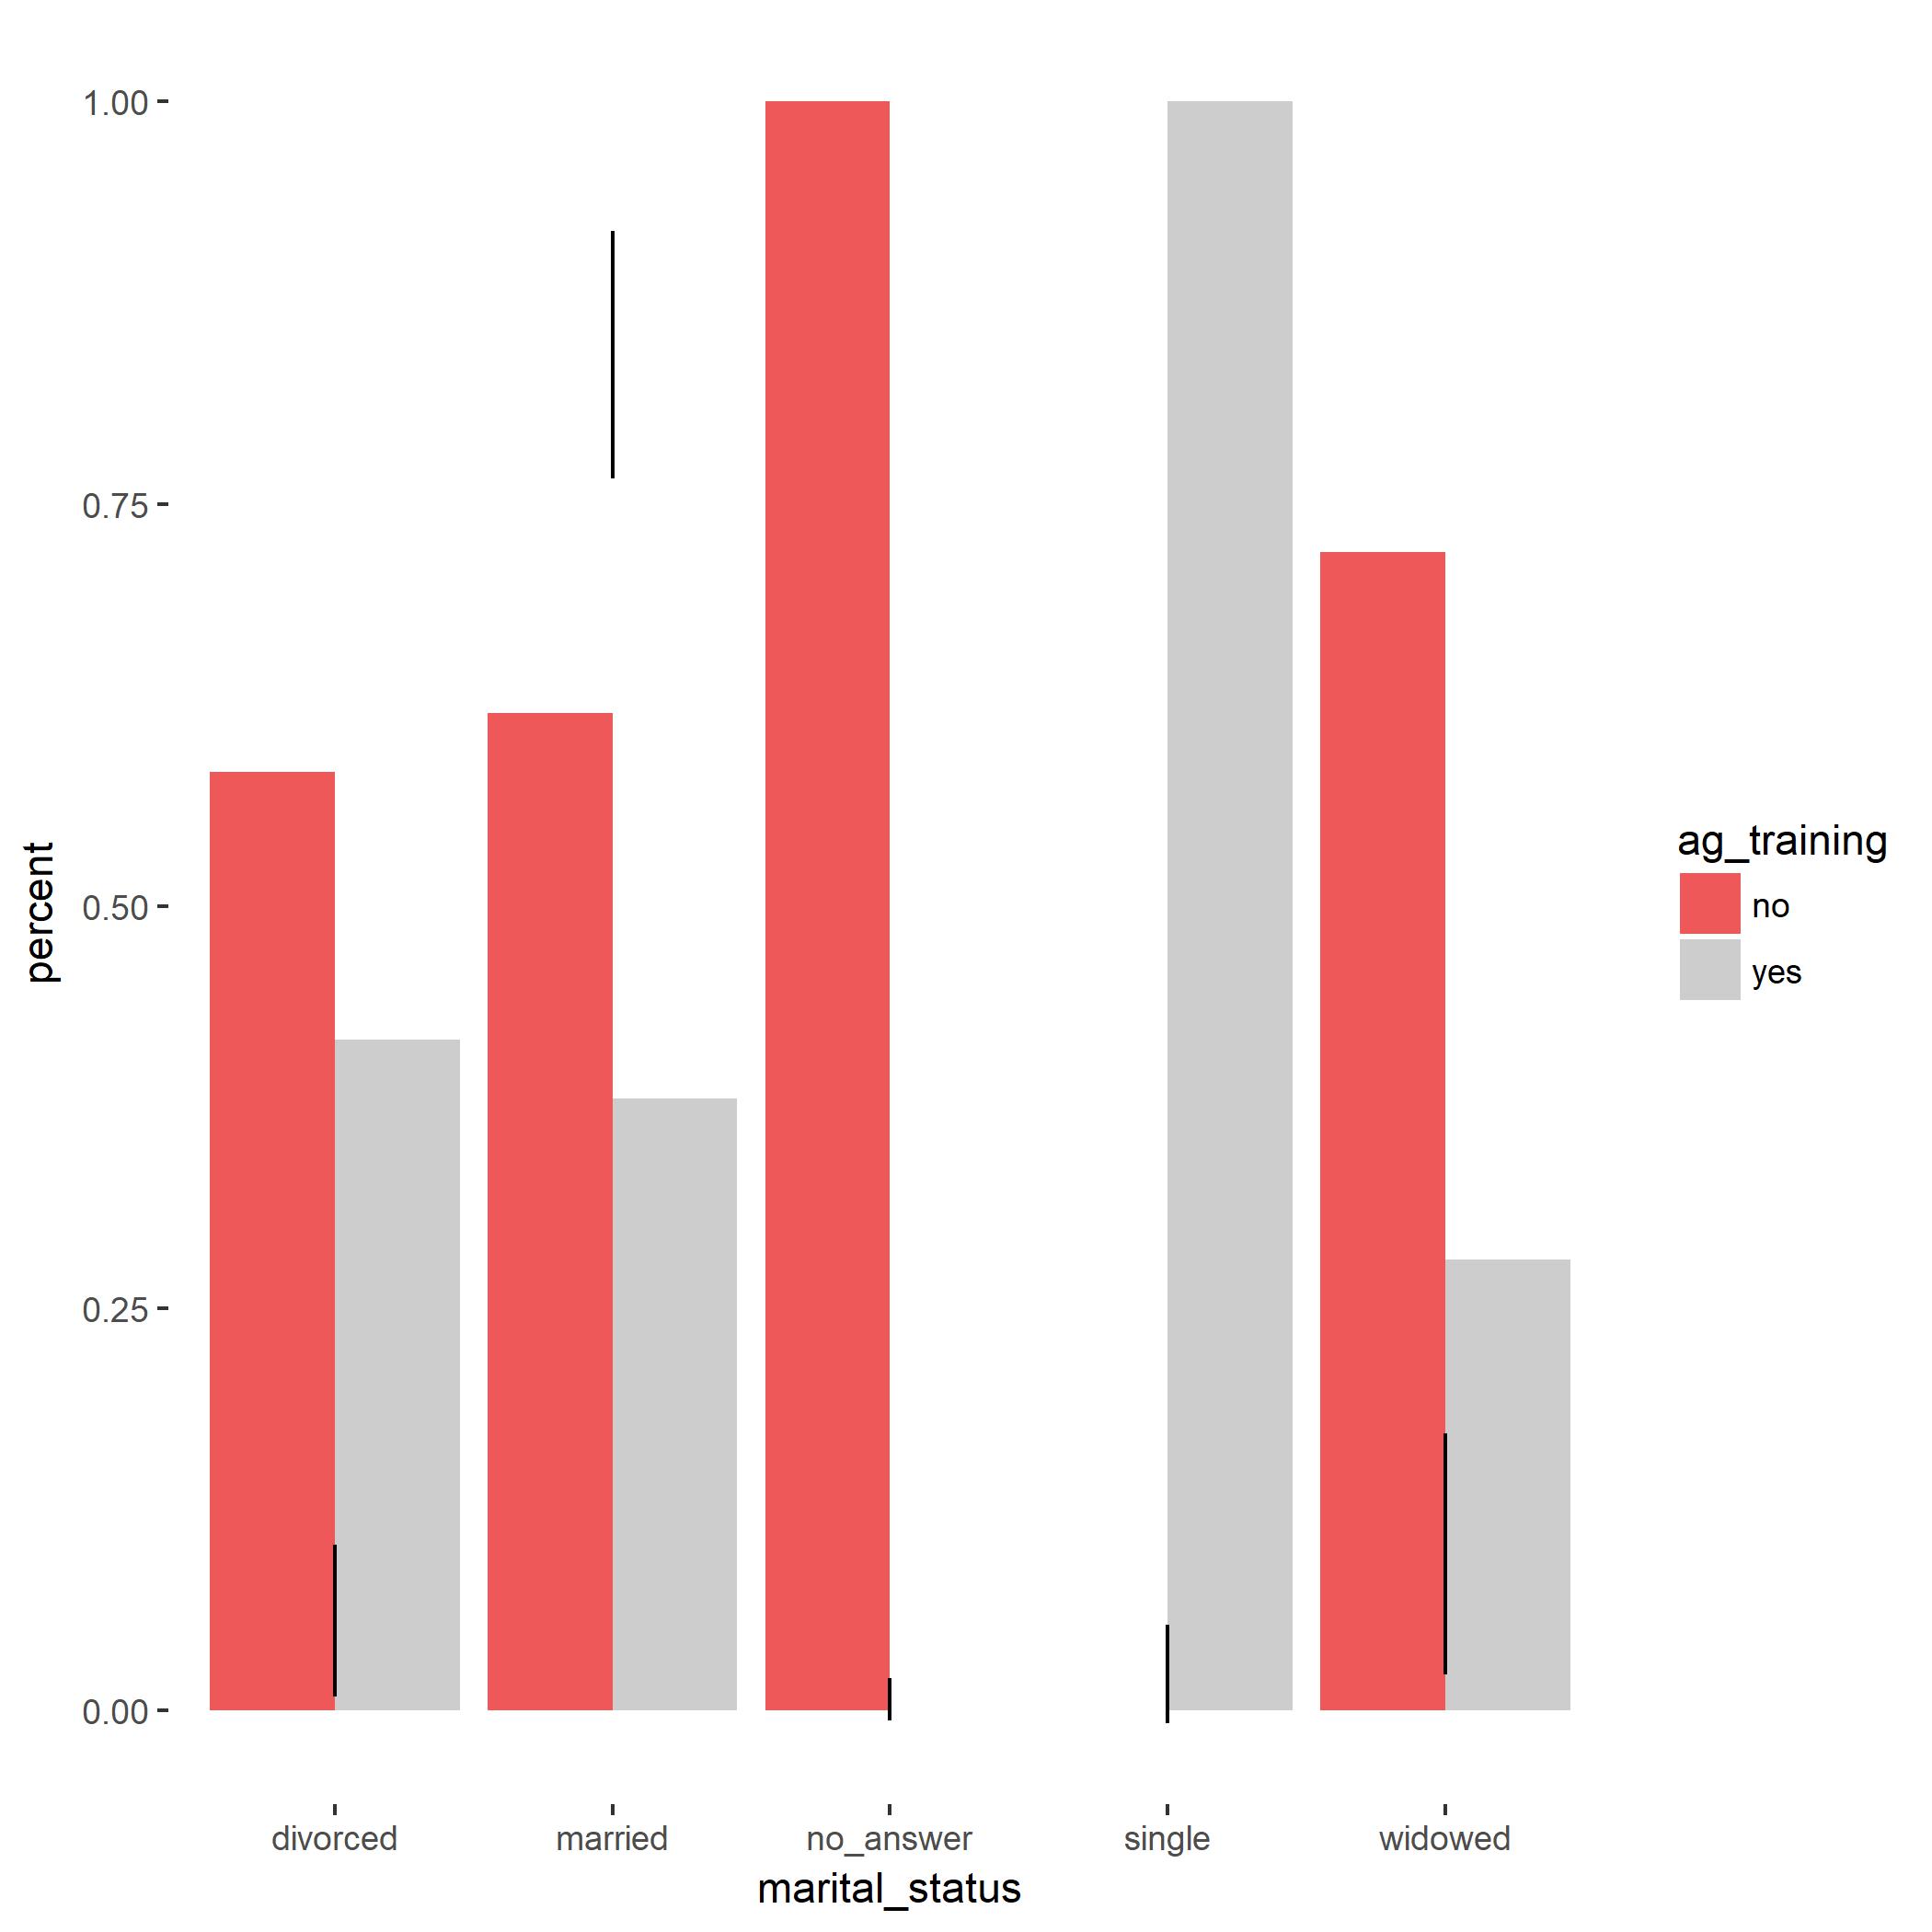 1.00
0.75
0.50
0.25
0.00
percent
divorced married no_answer single widowed
marital_status
ag_training
no
yes